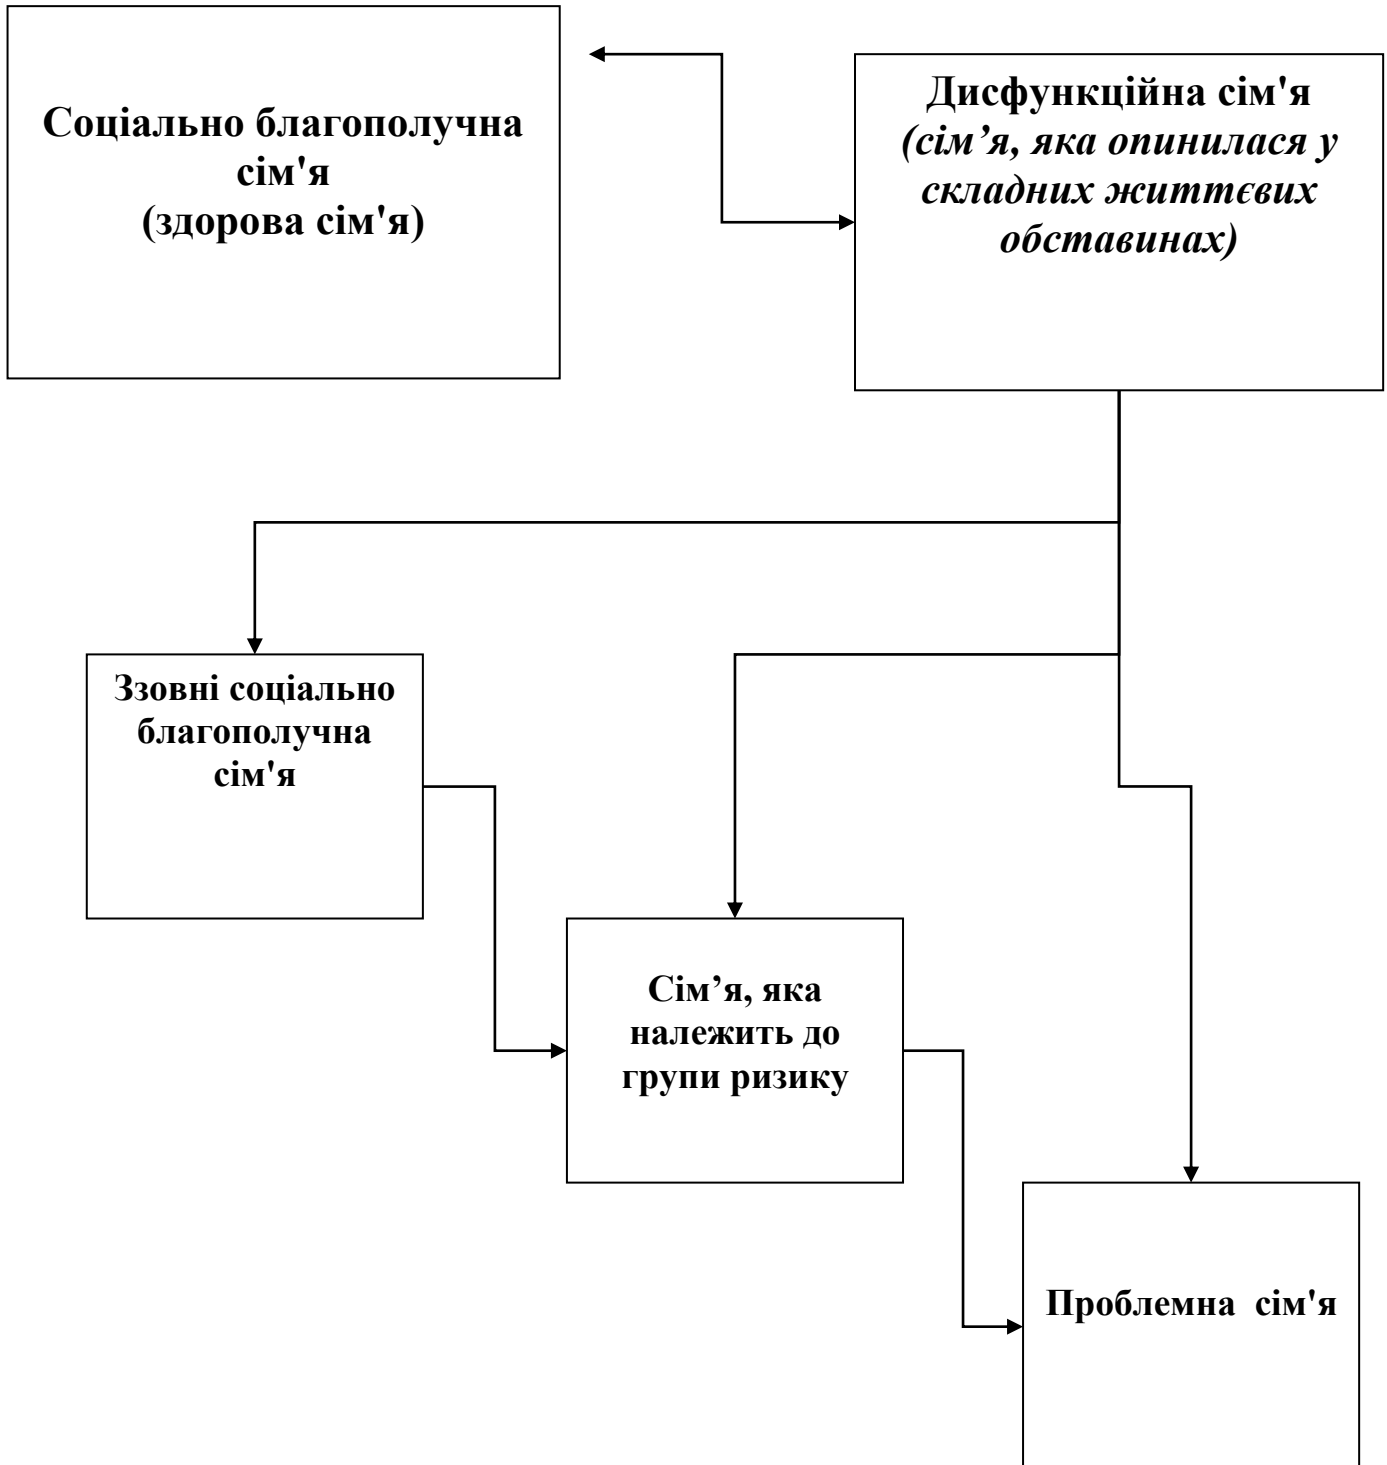 Соціально благополучна
сім'я
(здорова сім'я)
Дисфункційна сім'я
(сім’я, яка опинилася у
складних життєвих
обставинах)
Ззовні соціально
благополучна
сім'я
Сім’я, яка
належить до
групи ризику
Проблемна  сім'я